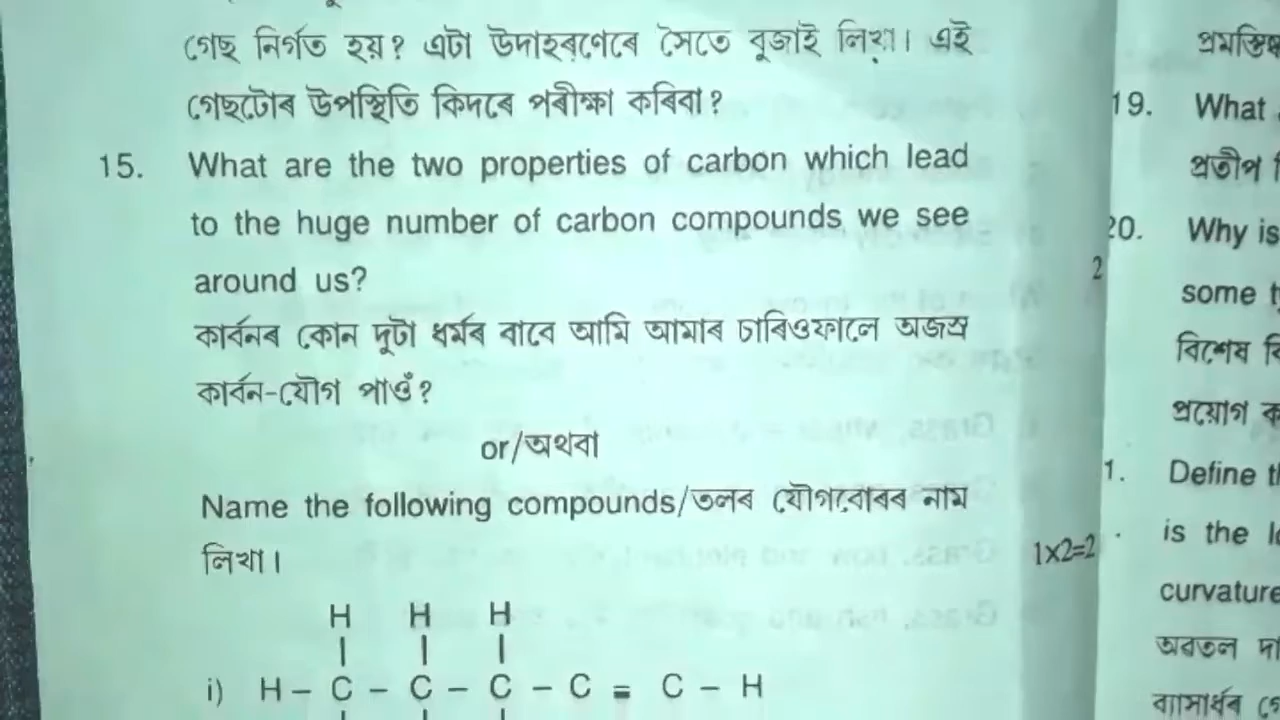 গেছ নিৰ্গত হয়? এটা উদাহৰণেৰে সৈতে বুজাই লিখা। এই
গেছটোৰ উপস্থিতি কিদৰে পৰীক্ষা কৰিবা?
15. What are the two properties of carbon which lead
to the huge number of carbon compounds we see
around us?
2
কাৰ্বনৰ কোন দুটা ধৰ্মৰ বাবে আমি আমাৰ চাৰিওফালে অজস্ৰ
কাৰ্বন-যৌগ পাওঁ?
or/অথবা
Name the following compounds/তলৰ যৌগবোৰৰ নাম
লিখা।
1x2=2
H H H
i) H – C – C – C – C ≡ C – H
19. What
প্ৰতীপ
20. Why is
some
বিশেষ
প্ৰয়োগ
1. Define
is the
curvature
অৱতল
ব্যাসাৰ্ধৰ